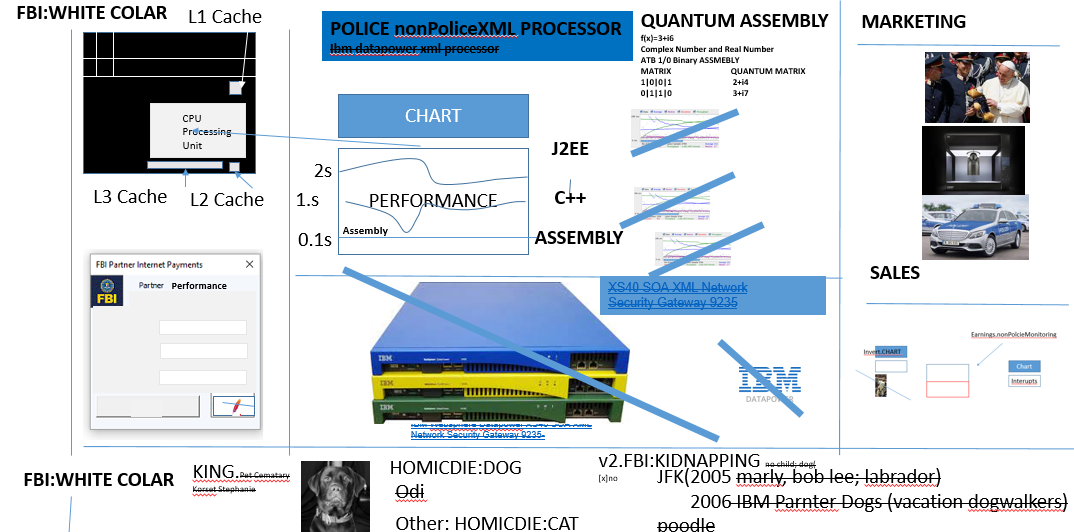 FBI:WHITE COLAR
L1 Cache
CPU
Processing
Unit
L3 Cache
L2 Cache
POLICE nonPoliceXML PROCESSOR
Ibm datapower xml processor
QUANTUM ASSEMBLY
f(x)=3+i6
Complex Number and Real Number
ATB 1/0 Binary ASSMEBLY
MATRIX
QUANTUM MATRIX
1|0|0|1
2+i4
0|1|1|0
3+i7
MARKETING
CHART
2s
1.s
0.1s
PERFORMANCE
Assembly
J2EE
C++
ASSEMBLY
FBI Partner Internet Payments
FBI
Partner
Performance
XS40 SOA XML Network
Security Gateway 9235
IBM
IBM
IBM
IBM
DATAPOWER
Network Security Gateway 9235-
SALES
Earnings.nonPolcieMonitoring
Invert.CHART
Chart
Interupts
FBI:WHITE COLAR
KING.Pet Cematary
Korset Stephanie
HOMICDIE:DOG
Odi
Other: HOMICDIE:CAT
v2.FBI:KIDNAPPING no child; dog(
[x]no
JFK(2005 marly, bob lee; labrador)
2006 IBM Parnter Dogs (vacation dogwalkers)
poodle